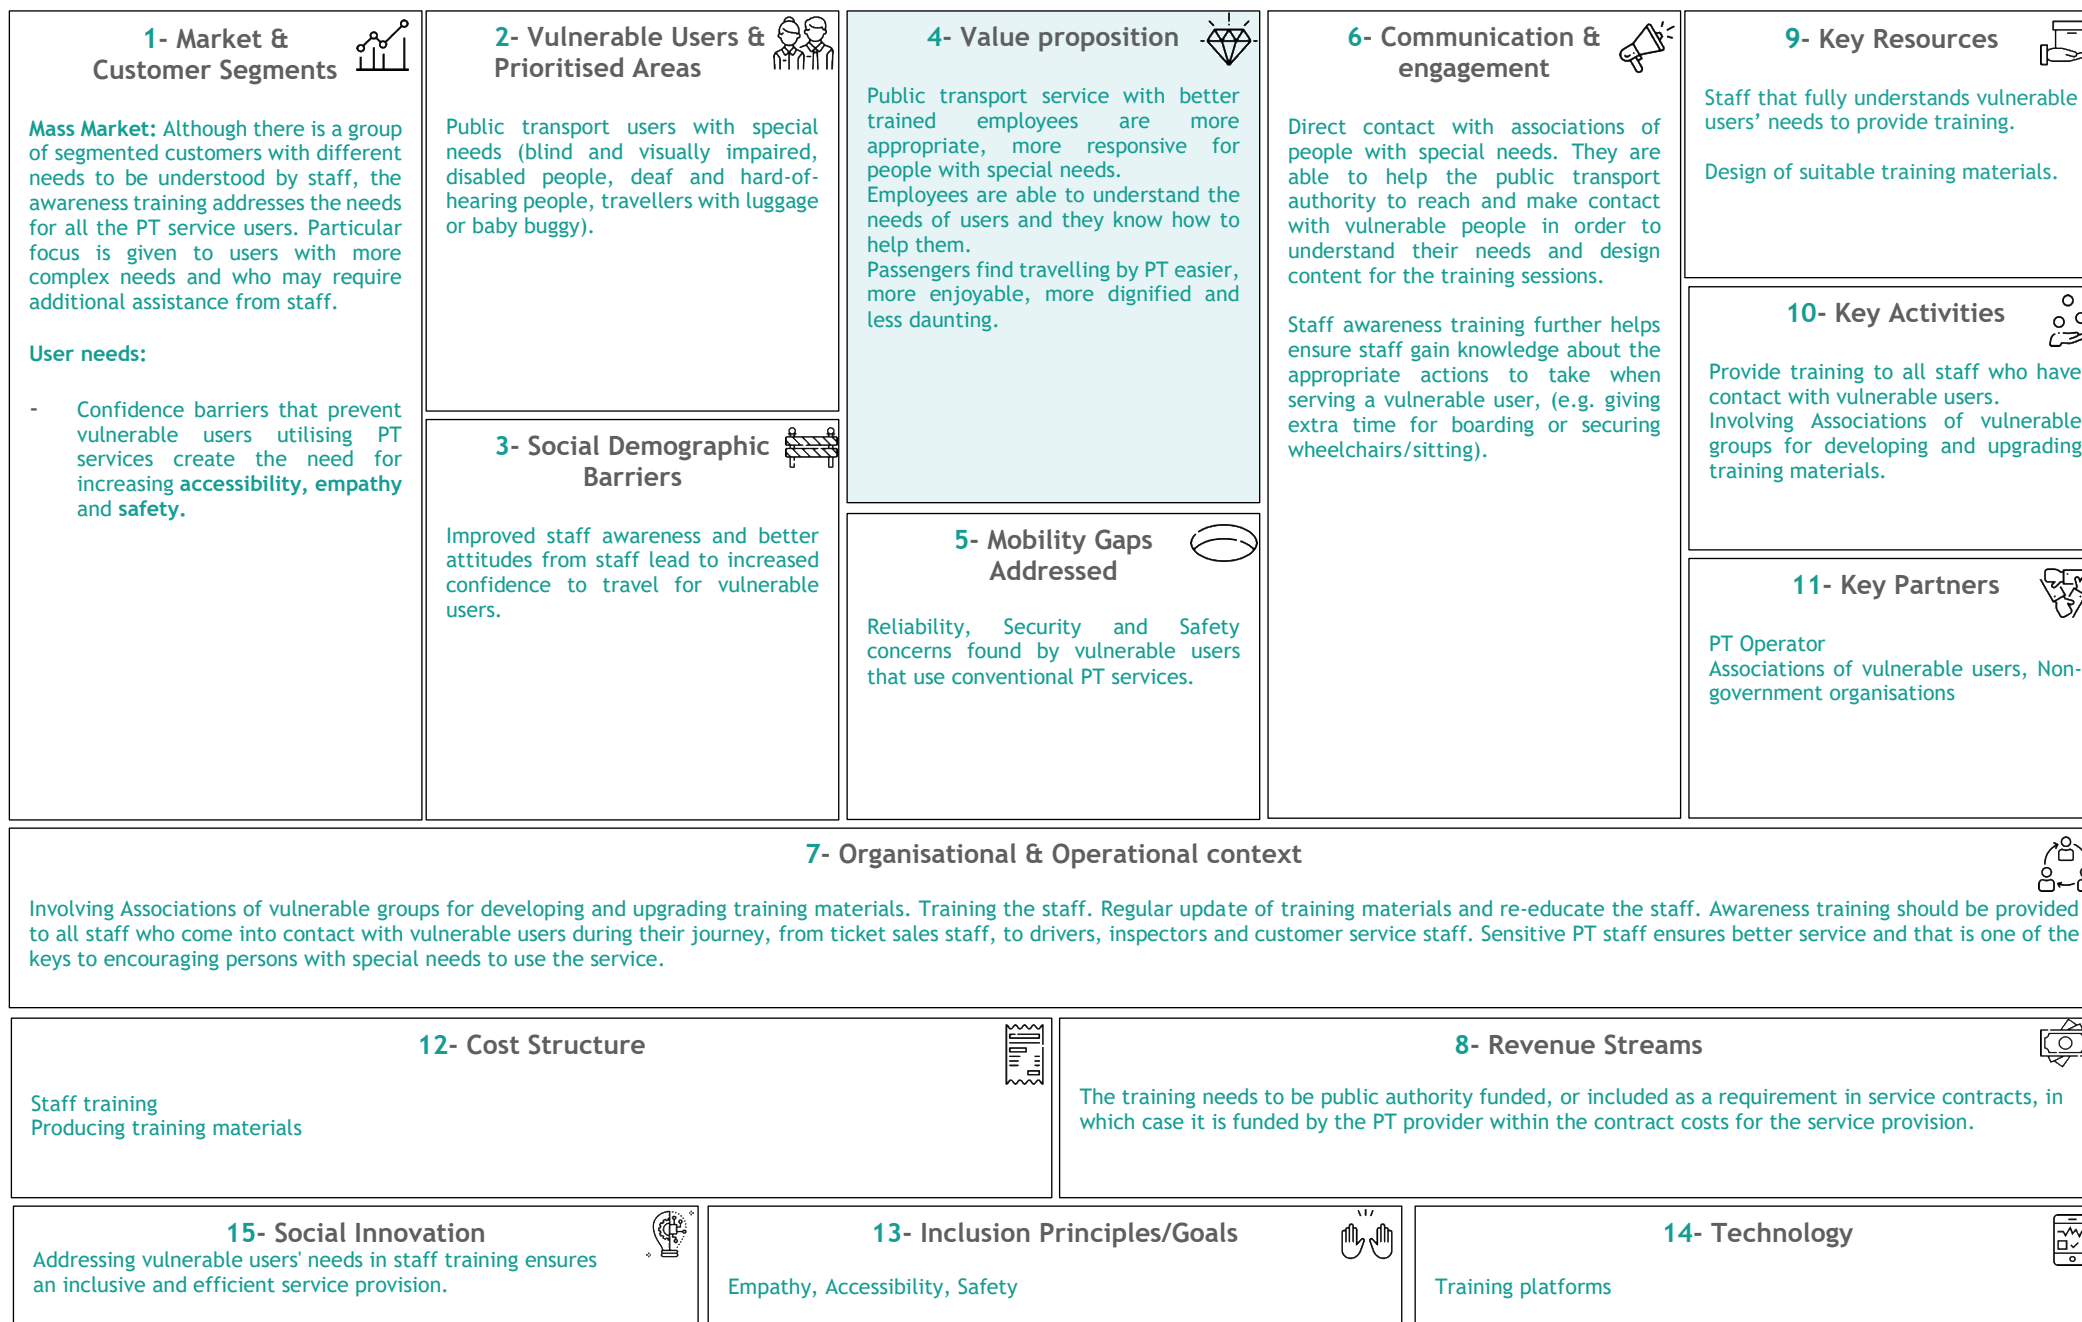 1- Market &
Customer Segments
Mass Market: Although there is a group
of segmented customers with different
needs to be understood by staff, the
awareness training addresses the needs
for all the PT service users. Particular
focus is given to users with more
complex needs and who may require
additional assistance from staff.
User needs:
- Confidence barriers that prevent
vulnerable users utilising PT
services create the need for
increasing accessibility, empathy
and safety.
2- Vulnerable Users &
Prioritised Areas
Public transport users with special
needs (blind and visually impaired,
disabled people, deaf and hard-of-
hearing people, travellers with luggage
or baby buggy).
3- Social Demographic
Barriers
Improved staff awareness and better
attitudes from staff lead to increased
confidence to travel for vulnerable
users.
4- Value proposition
Public transport service with better
trained employees are more
appropriate, more responsive for
people with special needs.
Employees are able to understand the
needs of users and they know how to
help them.
Passengers find travelling by PT easier,
more enjoyable, more dignified and
less daunting.
5- Mobility Gaps
Addressed
Reliability, Security and Safety
concerns found by vulnerable users
that use conventional PT services.
6- Communication &
engagement
Direct contact with associations of
people with special needs. They are
able to help the public transport
authority to reach and make contact
with vulnerable people in order to
understand their needs and design
content for the training sessions.
Staff awareness training further helps
ensure staff gain knowledge about the
appropriate actions to take when
serving a vulnerable user, (e.g. giving
extra time for boarding or securing
wheelchairs/sitting).
9- Key Resources
Staff that fully understands vulnerable
users’ needs to provide training.
Design of suitable training materials.
10- Key Activities
Provide training to all staff who have
contact with vulnerable users.
Involving Associations of vulnerable
groups for developing and upgrading
training materials.
11- Key Partners
PT Operator
Associations of vulnerable users, Non-
government organisations
7- Organisational & Operational context
Involving Associations of vulnerable groups for developing and upgrading training materials. Training the staff. Regular update of training materials and re-educate the staff. Awareness training should be provided
to all staff who come into contact with vulnerable users during their journey, from ticket sales staff, to drivers, inspectors and customer service staff. Sensitive PT staff ensures better service and that is one of the
keys to encouraging persons with special needs to use the service.
12- Cost Structure
Staff training
Producing training materials
8- Revenue Streams
The training needs to be public authority funded, or included as a requirement in service contracts, in
which case it is funded by the PT provider within the contract costs for the service provision.
15- Social Innovation
Addressing vulnerable users' needs in staff training ensures
an inclusive and efficient service provision.
13- Inclusion Principles/Goals
Empathy, Accessibility, Safety
14- Technology
Training platforms